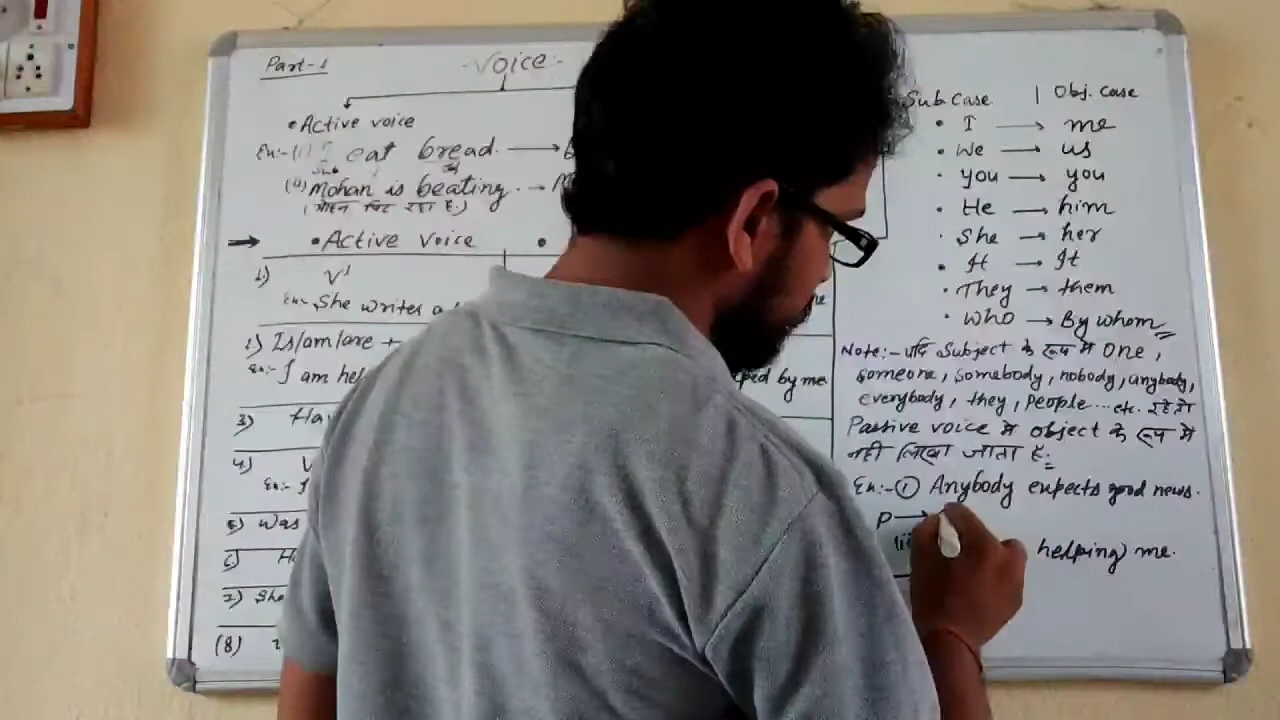 Part-1
Voice :-
• Active voice
Ex:-(i) I eat bread. →
Sub
(ii) Mohan is beating. →
(मोहन पिट रहा है.)
→ • Active voice •
1.) V¹
Ex:- She writes a
Is/am/are +
Ex:- I am hel
ped by me
3) Ha
4) V
Ex:- I
5) was
6) H
7) She
(8)
Sub Case | Obj. case
• I → me
• We → us
• you → you
• He → him
• She → her
• It → It
• They → them
• Who → By whom
Note:- यदि Subject के रूप में One,
someone, somebody, nobody, anybody,
everybody, they, people ... etc. रहे तो
Passive voice में object के रूप में
नहीं लिखा जाता है:
Ex:- ① Anybody expects good news.
P →
helping me.